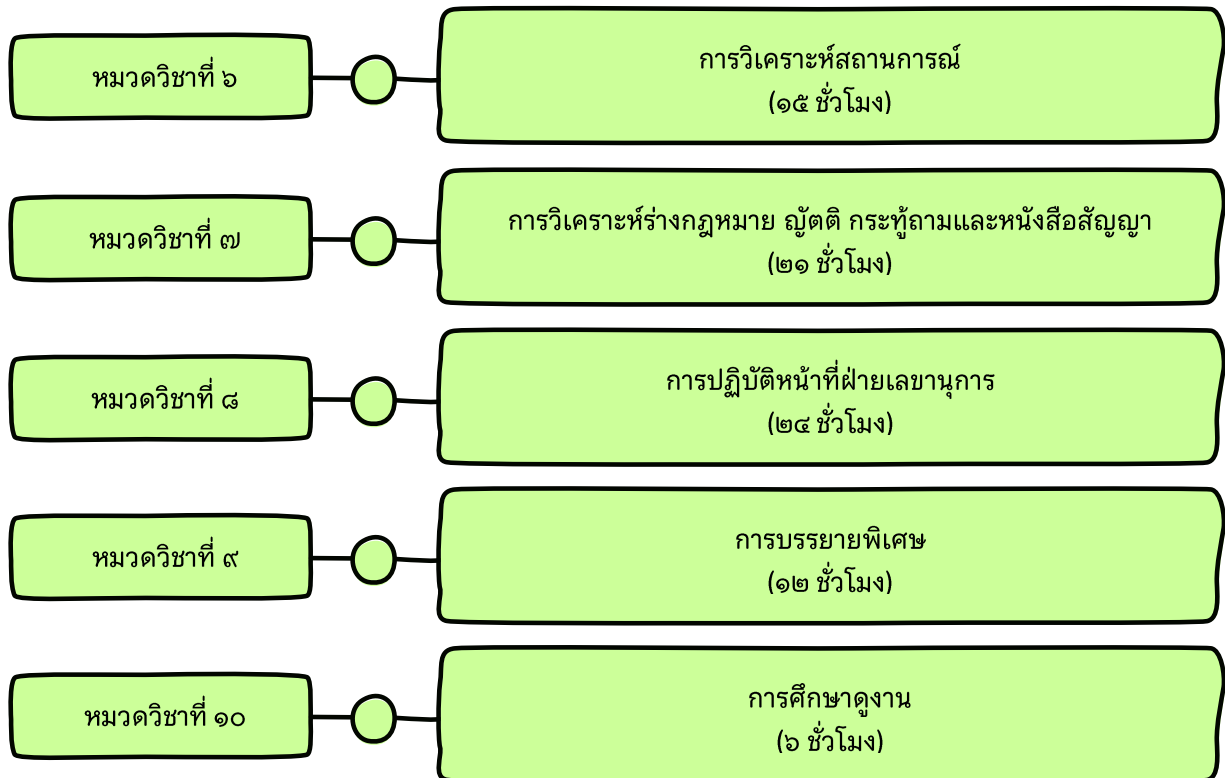 หมวดวิชาที่ ๖
การวิเคราะห์สถานการณ์
(๑๕ ชั่วโมง)
หมวดวิชาที่ ๗
การวิเคราะห์ร่างกฎหมาย ญัตติ กระทู้ถามและหนังสือสัญญา
(๒๑ ชั่วโมง)
หมวดวิชาที่ ๘
การปฏิบัติหน้าที่ฝ่ายเลขานุการ
(๒๔ ชั่วโมง)
หมวดวิชาที่ ๙
การบรรยายพิเศษ
(๑๒ ชั่วโมง)
หมวดวิชาที่ ๑๐
การศึกษาดูงาน
(๖ ชั่วโมง)